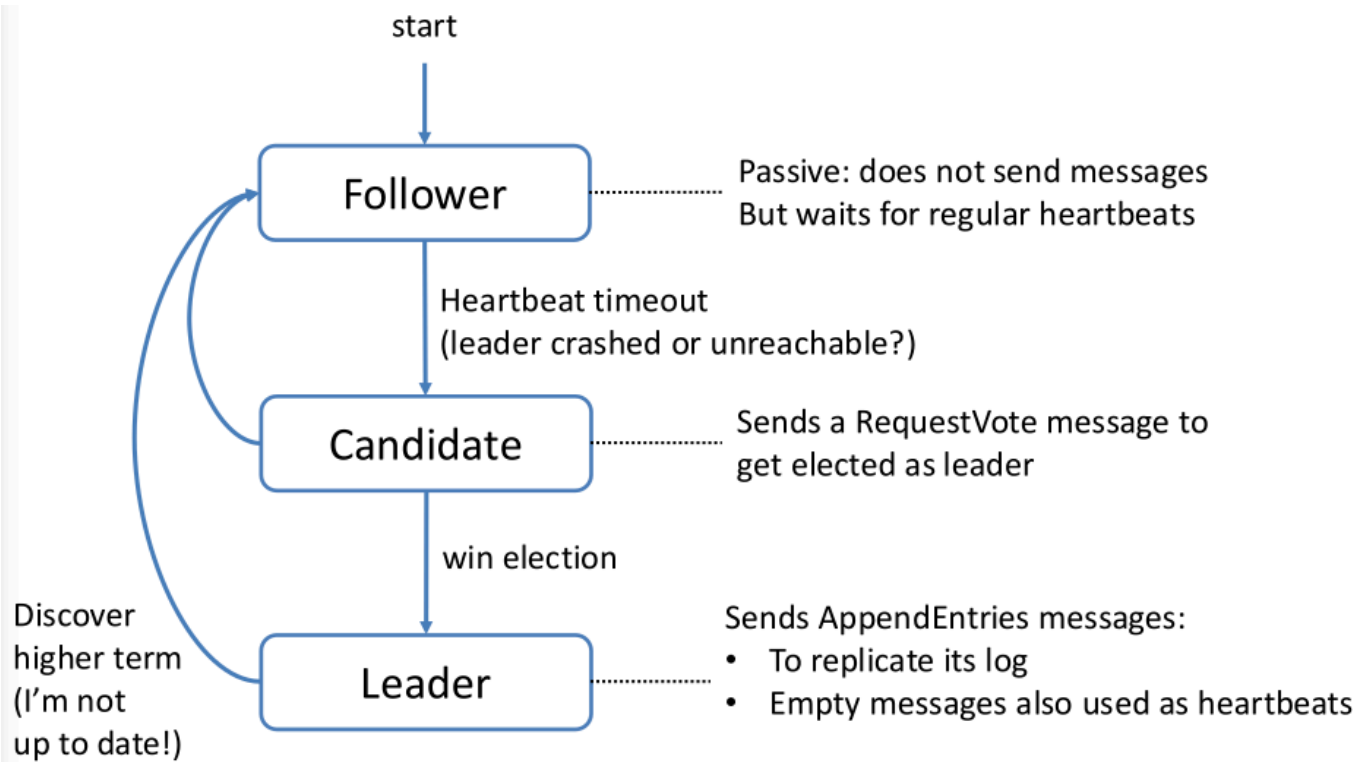 start
Follower
Passive: does not send messages
But waits for regular heartbeats
Heartbeat timeout
(leader crashed or unreachable?)
Candidate
Sends a RequestVote message to
get elected as leader
win election
Discover
higher term
(I’m not
up to date!)
Leader
Sends AppendEntries messages:
• To replicate its log
• Empty messages also used as heartbeats